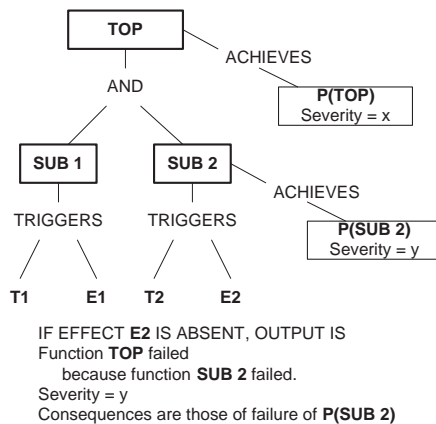 TOP
ACHIEVES
AND
P(TOP)
Severity = x
SUB 1
SUB 2
ACHIEVES
TRIGGERS
TRIGGERS
P(SUB 2)
Severity = y
T1
E1
T2
E2
IF EFFECT E2 IS ABSENT, OUTPUT IS
Function TOP failed
because function SUB 2 failed.
Severity = y
Consequences are those of failure of P(SUB 2)